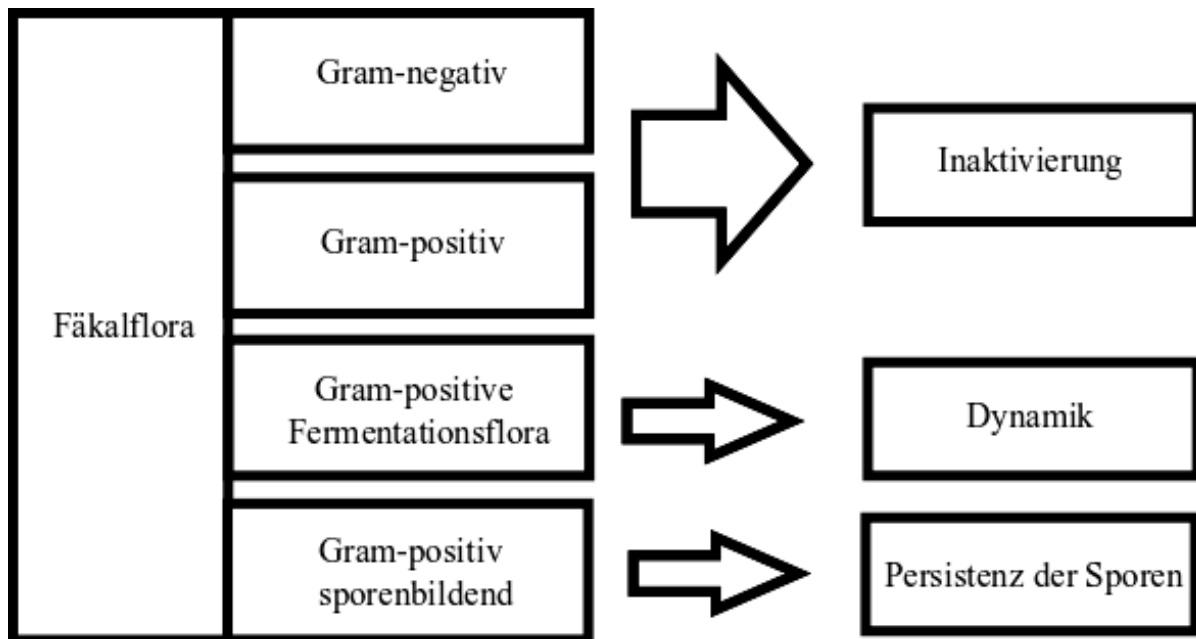 Fäkalflora
Gram-negativ
Gram-positiv
Gram-positive
Fermentationsflora
Gram-positiv
sporenbildend
Inaktivierung
Dynamik
Persistenz der Sporen